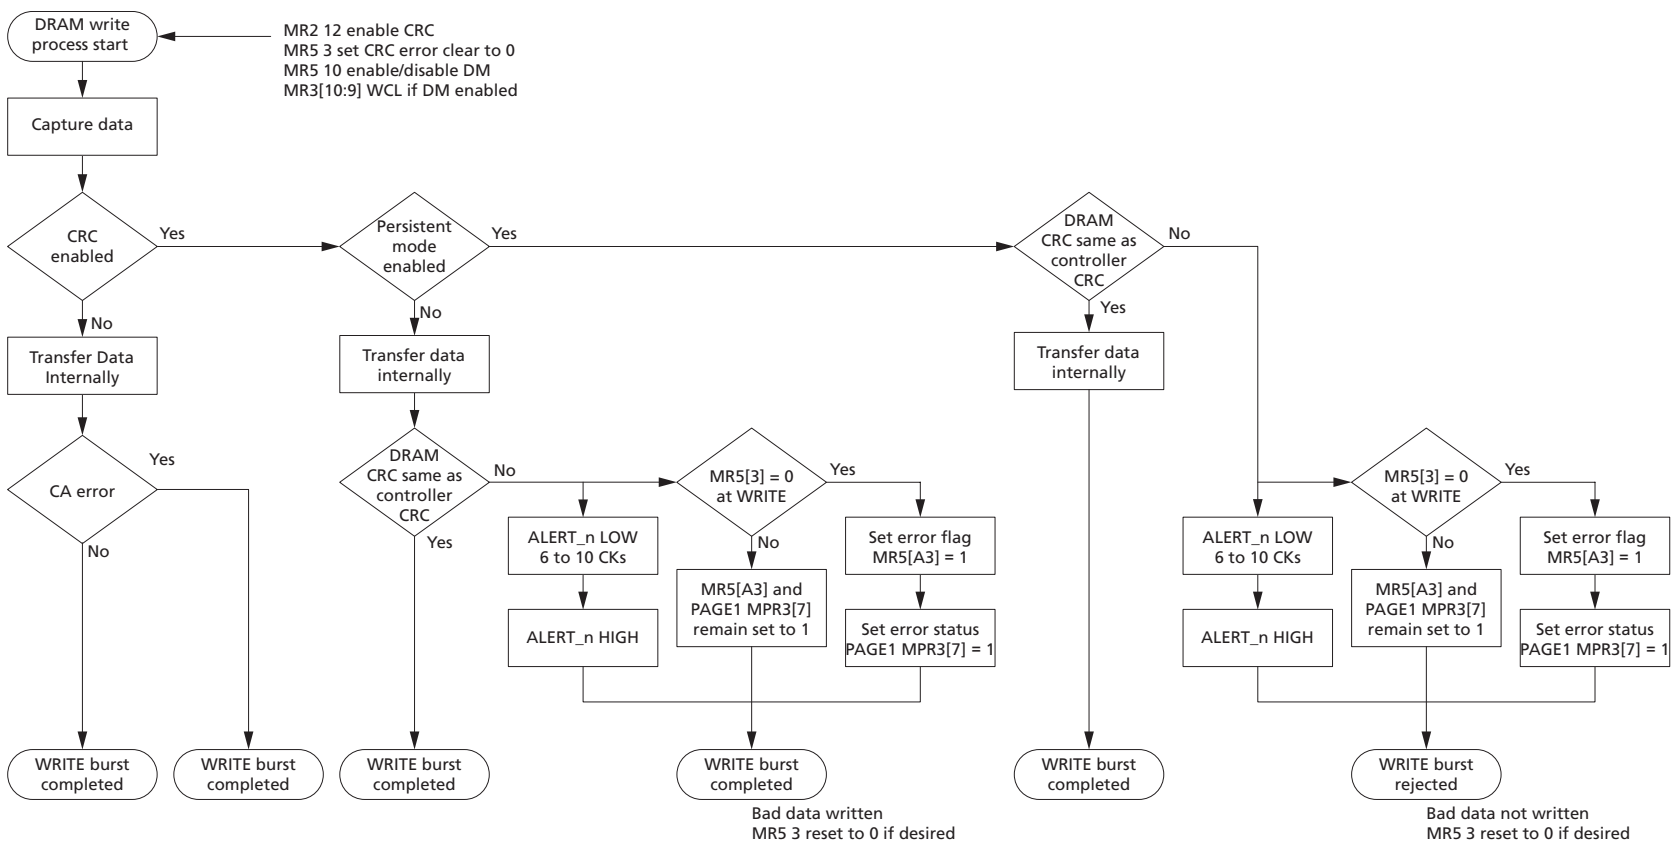 DRAM write
process start
MR2 12 enable CRC
MR5 3 set CRC error clear to 0
MR5 10 enable/disable DM
MR3[10:9] WCL if DM enabled
Capture data
CRC
enabled
Yes
No
Persistent
mode
enabled
Yes
No
DRAM
CRC same as
controller
CRC
No
Yes
Transfer Data
Internally
Transfer data
internally
Transfer data
internally
CA error
Yes
No
DRAM
CRC same as
controller
CRC
No
Yes
MR5[3] = 0
at WRITE
Yes
No
ALERT_n LOW
6 to 10 CKs
ALERT_n HIGH
MR5[A3] and
PAGE1 MPR3[7]
remain set to 1
Set error flag
MR5[A3] = 1
Set error status
PAGE1 MPR3[7] = 1
MR5[3] = 0
at WRITE
Yes
No
ALERT_n LOW
6 to 10 CKs
ALERT_n HIGH
MR5[A3] and
PAGE1 MPR3[7]
remain set to 1
Set error flag
MR5[A3] = 1
Set error status
PAGE1 MPR3[7] = 1
WRITE burst
completed
WRITE burst
completed
WRITE burst
completed
WRITE burst
completed
Bad data written
MR5 3 reset to 0 if desired
WRITE burst
completed
WRITE burst
rejected
Bad data not written
MR5 3 reset to 0 if desired